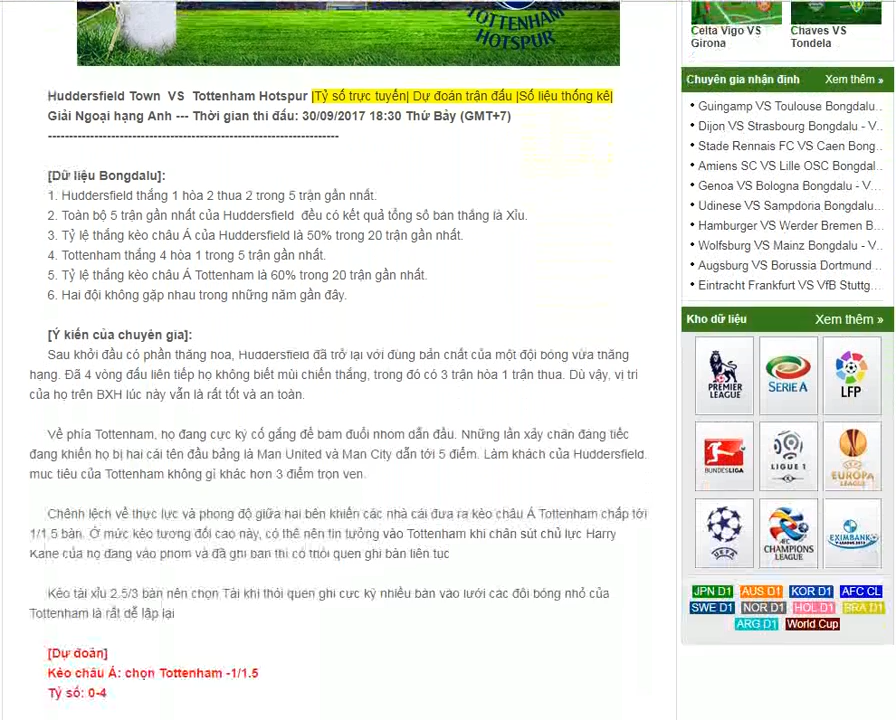 TOTTENHAM
HOTSPUR
Huddersfield Town VS Tottenham Hotspur |Tỷ số trực tuyến| Dự đoán trận đấu |Số liệu thống kê|
Giải Ngoại hạng Anh --- Thời gian thi đấu: 30/09/2017 18:30 Thứ Bảy (GMT+7)
--------------------------------------------------------------------
[Dữ liệu Bongdalu]:
1. Huddersfield thắng 1 hòa 2 thua 2 trong 5 trận gần nhất.
2. Toàn bộ 5 trận gần nhất của Huddersfield đều có kết quả tổng số bàn thắng là Xỉu.
3. Tỷ lệ thắng kèo châu Á của Huddersfield là 50% trong 20 trận gần nhất.
4. Tottenham thắng 4 hòa 1 trong 5 trận gần nhất.
5. Tỷ lệ thắng kèo châu Á Tottenham là 60% trong 20 trận gần nhất.
6. Hai đội không gặp nhau trong những năm gần đây.
[Ý kiến của chuyên gia]:
Sau khởi đầu có phần thăng hoa, Huddersfield đã trở lại với đúng bản chất của một đội bóng vừa thăng
hạng. Đã 4 vòng đấu liên tiếp họ không biết mùi chiến thắng, trong đó có 3 trận hòa 1 trận thua. Dù vậy, vị trí
của họ trên BXH lúc này vẫn là rất tốt và an toàn.
Về phía Tottenham, họ đang cực kỳ cố gắng để bám đuổi nhóm dẫn đầu. Những lần xảy chân đáng tiếc
đang khiến họ bị hai cái tên đầu bảng là Man United và Man City dẫn tới 5 điểm. Làm khách của Huddersfield.
mục tiêu của Tottenham không gì khác hơn 3 điểm trọn vẹn.
Chênh lệch về thực lực và phong độ giữa hai bên khiến các nhà cái đưa ra kèo châu Á Tottenham chấp tới
1/1.5 bàn. Ở mức kèo tương đối cao này, có thể nên tin tưởng vào Tottenham khi chân sút chủ lực Harry
Kane của họ đang vào phom và đã ghi bàn thì có thói quen ghi bàn liên tục
Kèo tài xỉu 2.5/3 bàn nên chọn Tài khi thói quen ghi cực kỳ nhiều bàn vào lưới các đội bóng nhỏ của
Tottenham là rất dễ lặp lại
[Dự đoán]
Kèo châu Á: chọn Tottenham -1/1.5
Tỷ số: 0-4
Celta Vigo VS
Girona
Chaves VS
Tondela
Chuyên gia nhận định Xem thêm »
Guingamp VS Toulouse Bongdalu...
Dijon VS Strasbourg Bongdalu - V...
Stade Rennais FC VS Caen Bong...
Amiens SC VS Lille OSC Bongdal...
Genoa VS Bologna Bongdalu - V...
Udinese VS Sampdoria Bongdalu...
Hamburger VS Werder Bremen B...
Wolfsburg VS Mainz Bongdalu - V...
Augsburg VS Borussia Dortmund ...
Eintracht Frankfurt VS VfB Stuttg...
Kho dữ liệu Xem thêm »
PREMIER
LEAGUE
SERIE A
LFP
BUNDESLIGA
LIGUE 1
EUROPA
LEAGUE
UEFA
AFC
CHAMPIONS
LEAGUE
EXIMBANK
JPN D1 AUS D1 KOR D1 AFC CL
SWE D1 NOR D1 HOL D1 BRA D1
ARG D1 World Cup